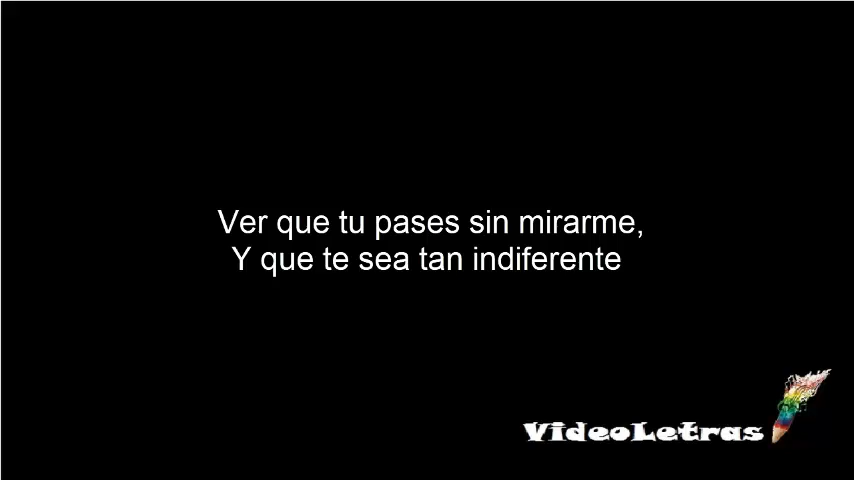 Ver que tu pases sin mirarme,
Y que te sea tan indiferente
VideoLetras